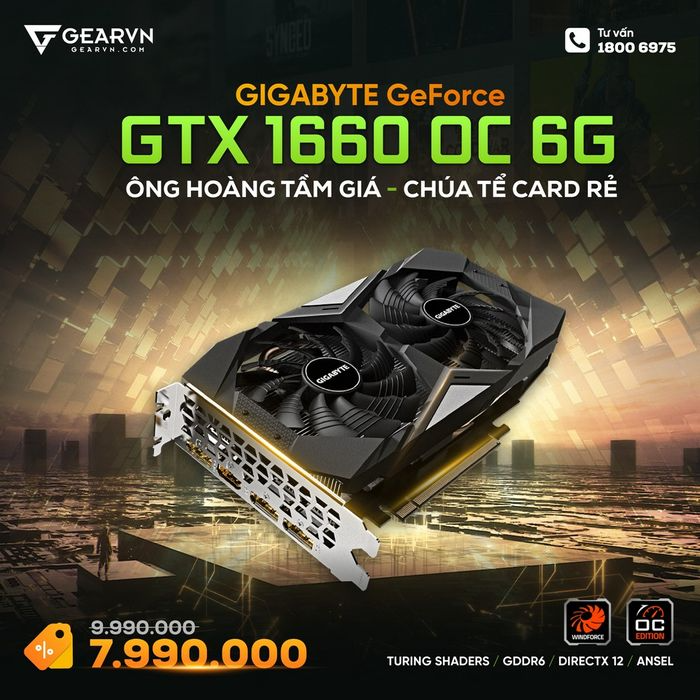 GEARVN
GEARVN.COM
Tư vấn
1800 6975
GIGABYTE GeForce
GTX 1660 OC 6G
ÔNG HOÀNG TẦM GIÁ - CHÚA TỂ CARD RẺ
GIGABYTE
GIGABYTE
9.990.000
%
7.990.000
WINDFORCE
OC
EDITION
TURING SHADERS / GDDR6 / DIRECTX 12 / ANSEL